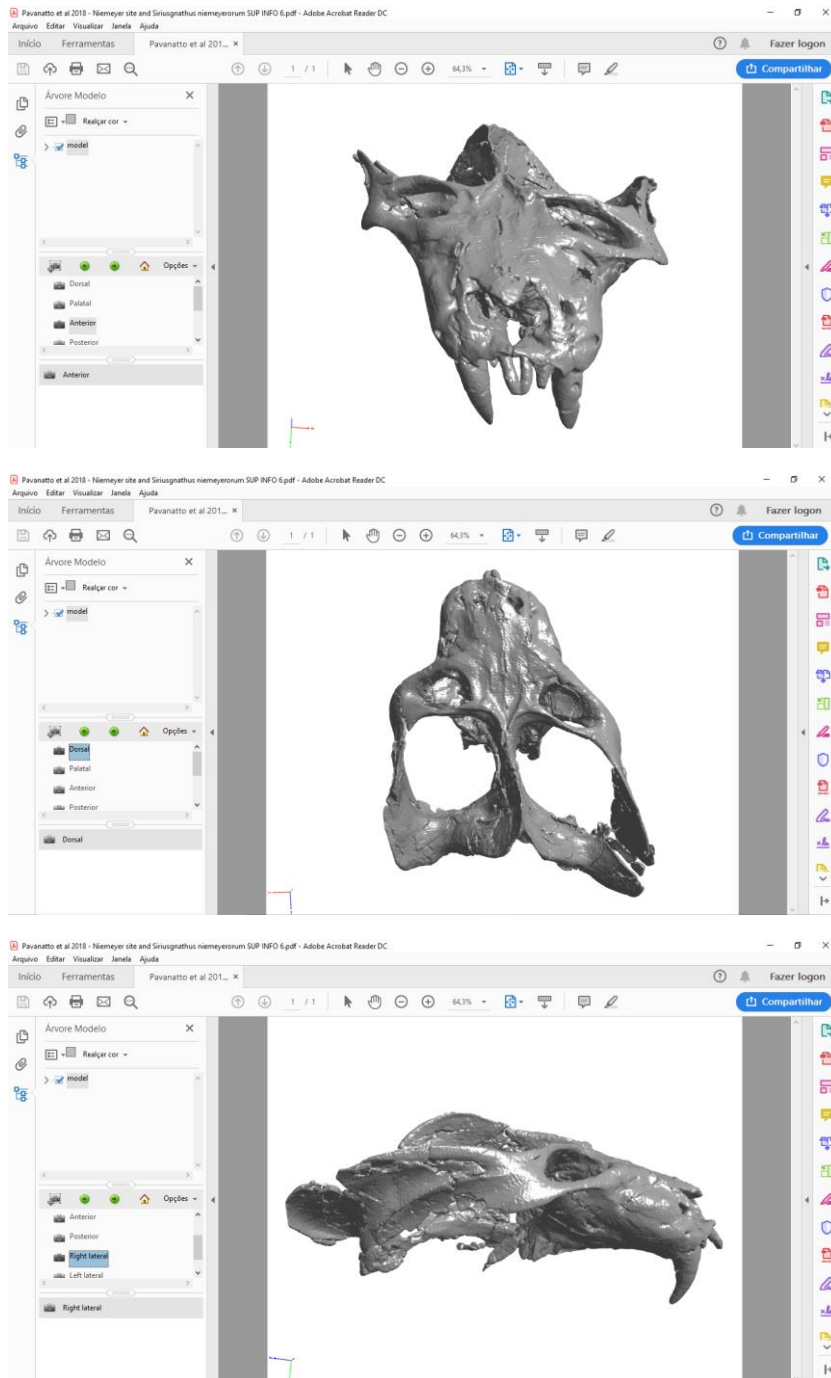 Pavanatto et al 2018 - Niemeyer site and Siriusgnathus niemeyerorum SUP INFO 6.pdf - Adobe Acrobat Reader DC
Arquivo Editar Visualizar Janela Ajuda
Início Ferramentas Pavanatto et al 201... × Fazer logon
1 / 1 64,3% Compartilhar
Árvore Modelo
Realçar cor
model
Opções
Dorsal
Palatal
Anterior
Posterior
Anterior
Pavanatto et al 2018 - Niemeyer site and Siriusgnathus niemeyerorum SUP INFO 6.pdf - Adobe Acrobat Reader DC
Arquivo Editar Visualizar Janela Ajuda
Início Ferramentas Pavanatto et al 201... × Fazer logon
1 / 1 64,3% Compartilhar
Árvore Modelo
Realçar cor
model
Opções
Dorsal
Palatal
Anterior
Posterior
Dorsal
Pavanatto et al 2018 - Niemeyer site and Siriusgnathus niemeyerorum SUP INFO 6.pdf - Adobe Acrobat Reader DC
Arquivo Editar Visualizar Janela Ajuda
Início Ferramentas Pavanatto et al 201... × Fazer logon
1 / 1 64,3% Compartilhar
Árvore Modelo
Realçar cor
model
Opções
Anterior
Posterior
Right lateral
Left lateral
Right lateral